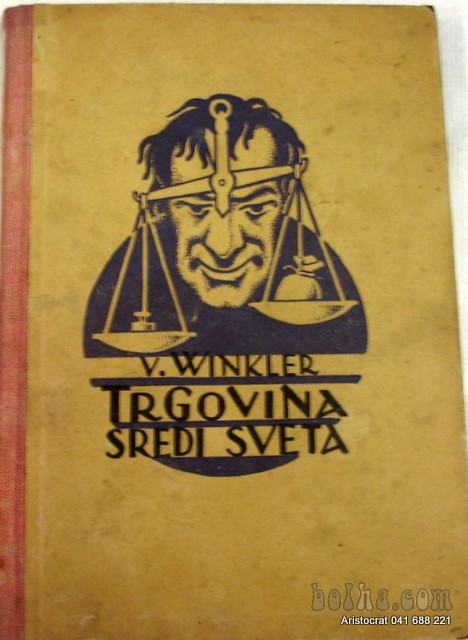 V. WINKLER
TRGOVINA
SREDI SVETA
bolha.com
Aristocrat 041 688 221